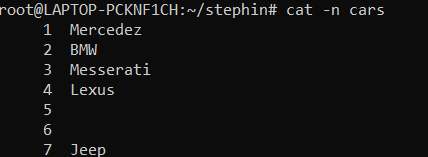 root@LAPTOP-PCKNF1CH:~/stephin# cat -n cars
1 Mercedez
2 BMW
3 Messerati
4 Lexus
5
6
7 Jeep